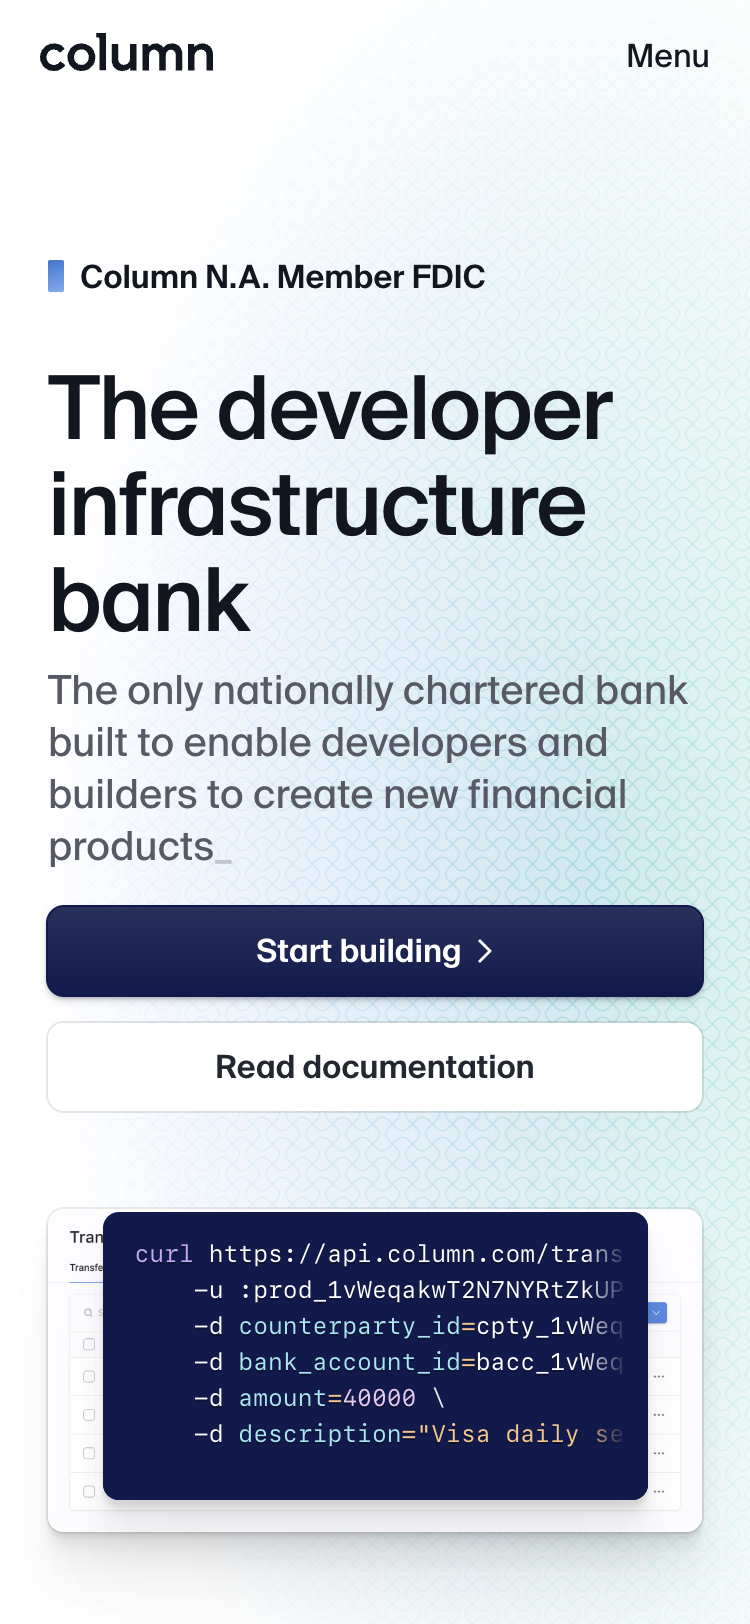 column
Menu
Column N.A. Member FDIC
The developer
infrastructure
bank
The only nationally chartered bank
built to enable developers and
builders to create new financial
products_
Start building
Read documentation
Tran
Transfe
curl https://api.column.com/trans
–u :prod_1vWeqakwT2N7NYRtZkUP
–d counterparty_id=cpty_1vWeq
–d bank_account_id=bacc_1vWeq
–d amount=40000 \
–d description="Visa daily se